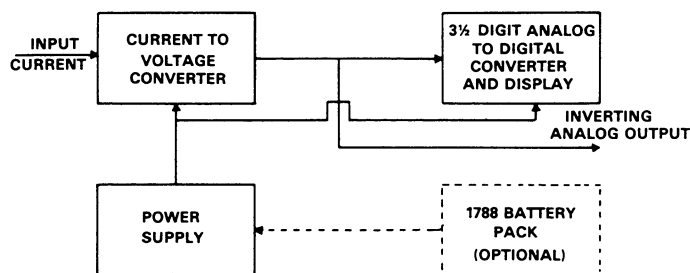 INPUT
CURRENT
CURRENT TO
VOLTAGE
CONVERTER
3½ DIGIT ANALOG
TO DIGITAL
CONVERTER
AND DISPLAY
INVERTING
ANALOG OUTPUT
POWER
SUPPLY
1788 BATTERY
PACK
(OPTIONAL)